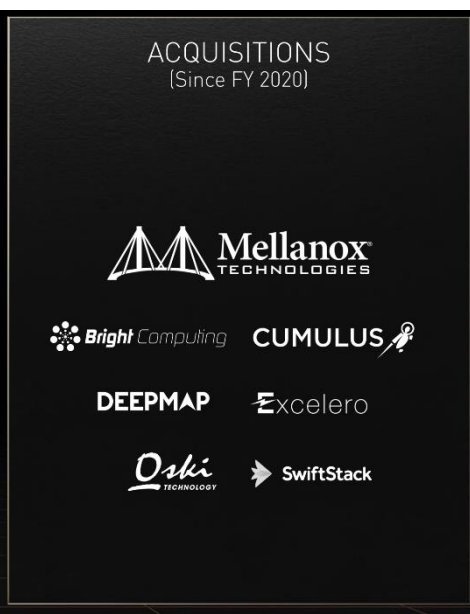 ACQUISITIONS
(Since FY 2020)
Mellanox®
TECHNOLOGIES
Bright Computing
CUMULUS
DEEPMAP
Excelero
Oski
TECHNOLOGY
SwiftStack